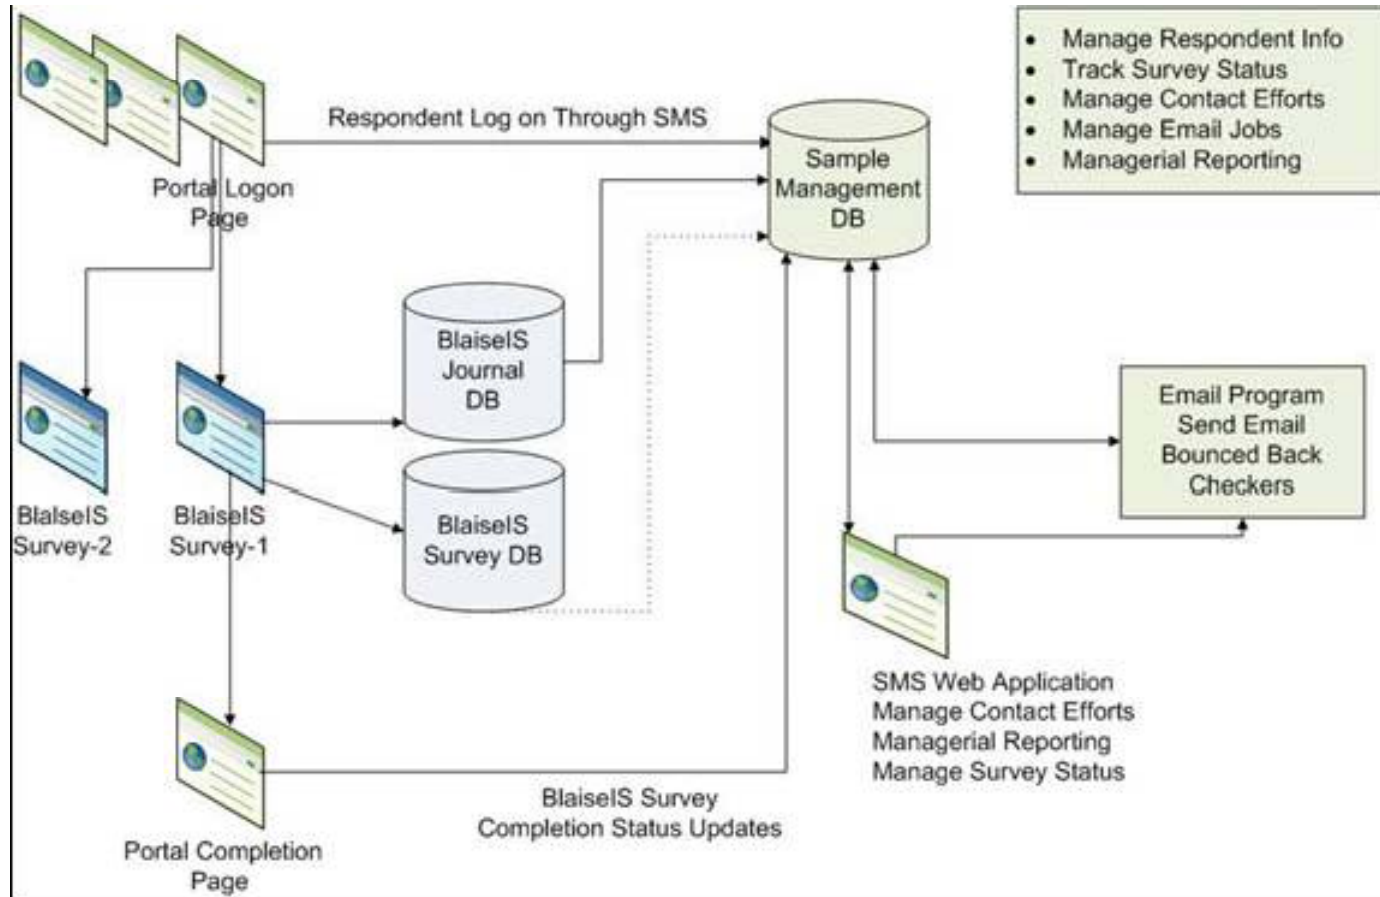 • Manage Respondent Info
• Track Survey Status
• Manage Contact Efforts
• Manage Email Jobs
• Managerial Reporting
Respondent Log on Through SMS
Sample
Management
DB
Portal Logon
Page
BlaiseIS
Journal
DB
Email Program
Send Email
Bounced Back
Checkers
BlaIseIS
Survey-2
BlaiseIS
Survey-1
BlaiseIS
Survey DB
SMS Web Application
Manage Contact Efforts
Managerial Reporting
Manage Survey Status
BlaiseIS Survey
Completion Status Updates
Portal Completion
Page